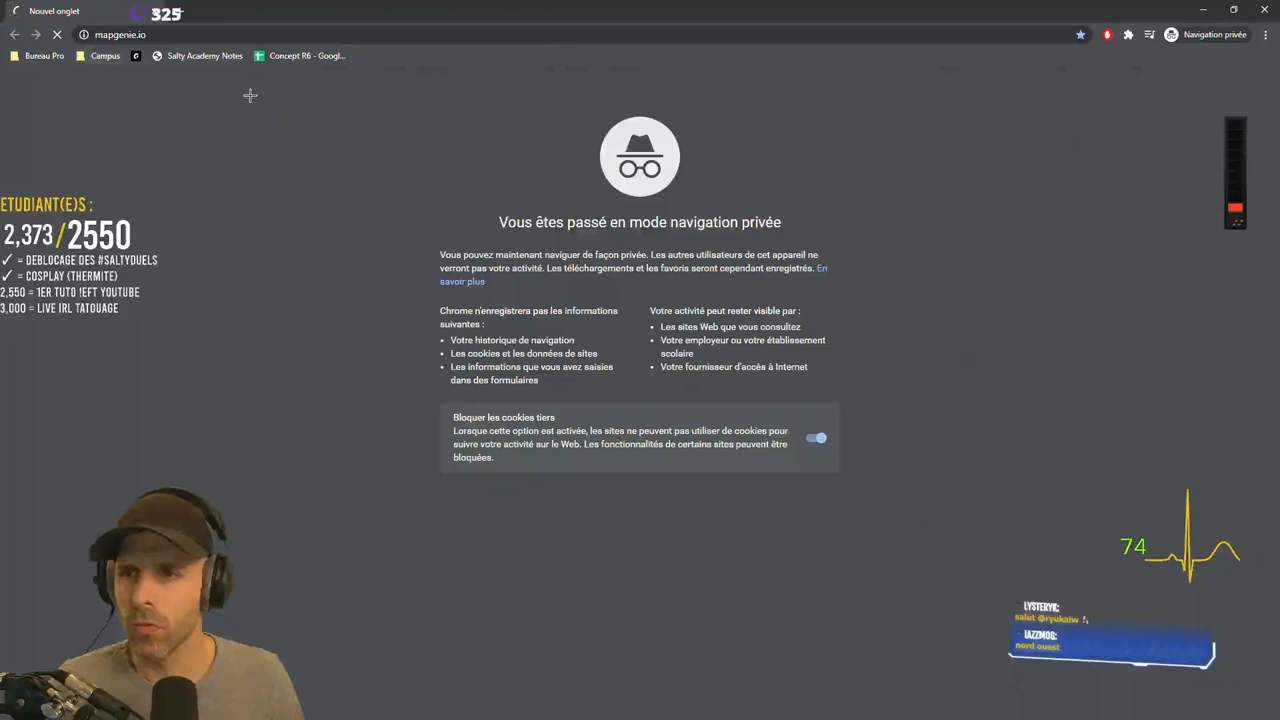 Nouvel onglet
325
mapgenie.io
Navigation privée
Bureau Pro
Campus
Salty Academy Notes
Concept R6 - Googl...
Vous êtes passé en mode navigation privée
Vous pouvez maintenant naviguer de façon privée. Les autres utilisateurs de cet appareil ne
verront pas votre activité. Les téléchargements et les favoris seront cependant enregistrés. En
savoir plus
Chrome n'enregistrera pas les informations
suivantes :
• Votre historique de navigation
• Les cookies et les données de sites
• Les informations que vous avez saisies
dans des formulaires
Votre activité peut rester visible par :
• Les sites Web que vous consultez
• Votre employeur ou votre établissement
scolaire
• Votre fournisseur d'accès à Internet
Bloquer les cookies tiers
Lorsque cette option est activée, les sites ne peuvent pas utiliser de cookies pour
suivre votre activité sur le Web. Les fonctionnalités de certains sites peuvent être
bloquées.
ETUDIANT(E)S :
2,373/2550
✓ = DEBLOCAGE DES #SALTYDUELS
✓ = COSPLAY (THERMITE)
2,550 = 1ER TUTO !EFT YOUTUBE
3,000 = LIVE IRL TATOUAGE
74
LYSTERYK:
salut @ryukaiw
IAZZMOG:
nord ouest